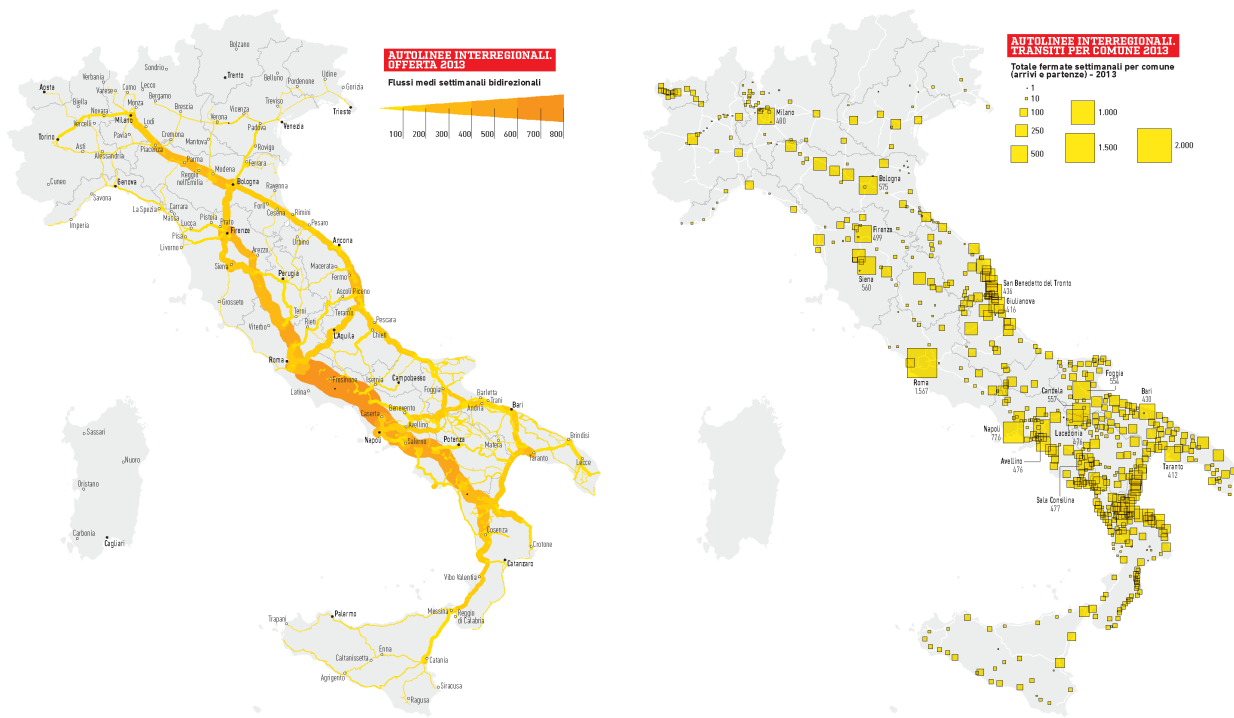 AUTOLINEE INTERREGIONALI.
OFFERTA 2013
Flussi medi settimanali bidirezionali
100 200 300 400 500 600 700 800
Bolzano
Sondrio
Trento
Belluno
Udine
Pordenone
Gorizia
Verbania
Aosta
Varese
Como
Lecco
Bergamo
Treviso
Trieste
Biella
Monza
Brescia
Vicenza
Novara
Milano
Verona
Venezia
Vercelli
Lodi
Padova
Torino
Pavia
Cremona
Mantova
Rovigo
Asti
Piacenza
Alessandria
Parma
Ferrara
Cuneo
Genova
Reggio
nell'Emilia
Modena
Bologna
Savona
Ravenna
La Spezia
Carrara
Massa
Forlì
Cesena
Rimini
Imperia
Lucca
Pistoia
Prato
Pesaro
Pisa
Firenze
Livorno
Urbino
Ancona
Arezzo
Siena
Macerata
Perugia
Fermo
Grosseto
Ascoli Piceno
Terni
Teramo
Viterbo
Rieti
Pescara
L'Aquila
Chieti
Roma
Frosinone
Isernia
Campobasso
Latina
Foggia
Barletta
Trani
Andria
Bari
Caserta
Benevento
Avellino
Napoli
Salerno
Potenza
Matera
Brindisi
Taranto
Lecce
Sassari
Nuoro
Oristano
Carbonia
Cagliari
Cosenza
Crotone
Catanzaro
Vibo Valentia
Messina
Reggio
di Calabria
Palermo
Trapani
Enna
Caltanissetta
Catania
Agrigento
Siracusa
Ragusa
AUTOLINEE INTERREGIONALI.
TRANSITI PER COMUNE 2013
Totale fermate settimanali per comune
(arrivi e partenze) - 2013
1
10
100
250
500
1.000
1.500
2.000
Milano
480
Bologna
575
Firenze
499
Siena
560
San Benedetto del Tronto
436
Giulianova
416
Roma
1.567
Foggia
554
Candela
557
Bari
430
Napoli
776
Lacedonia
Avellino
476
Taranto
412
Sala Consilina
477